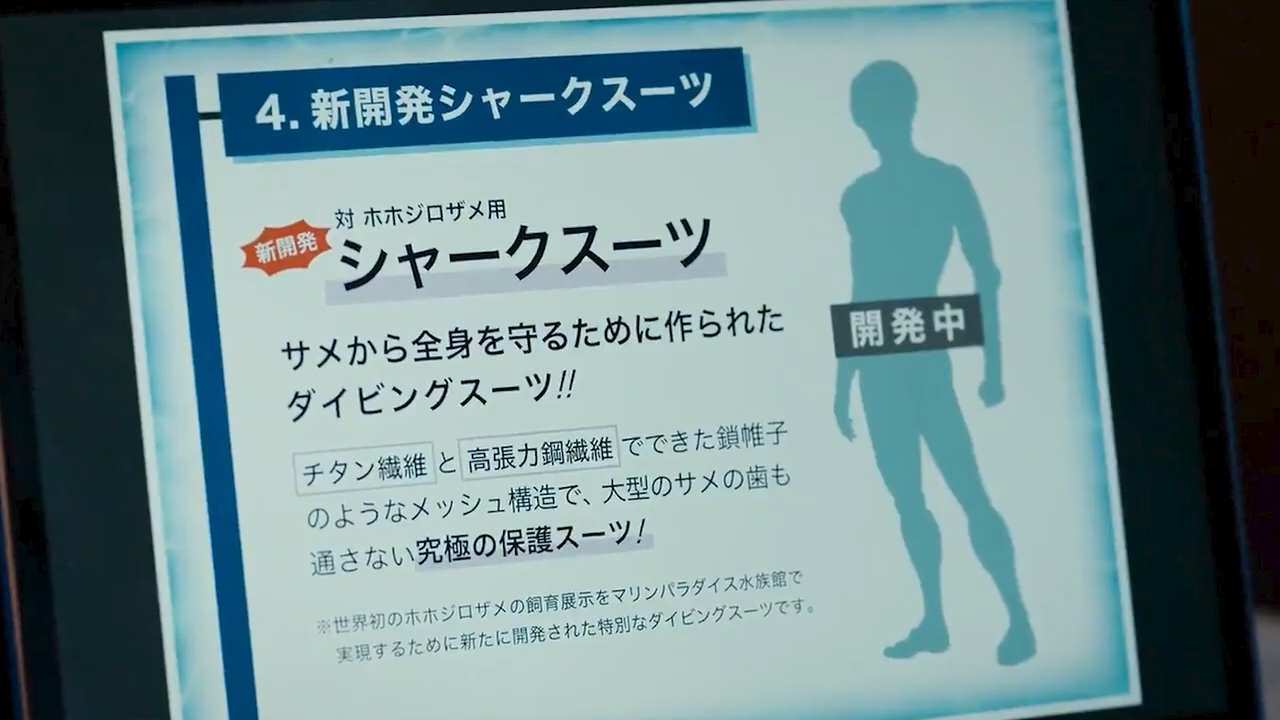 4. 新開発シャークスーツ
新開発
対 ホホジロザメ用
シャークスーツ
サメから全身を守るために作られた
ダイビングスーツ!!
チタン繊維と高張力鋼繊維でできた鎖帷子
のようなメッシュ構造で、大型のサメの歯も
通さない究極の保護スーツ!
※世界初のホホジロザメの飼育展示をマリンパラダイス水族館で
実現するために新たに開発された特別なダイビングスーツです。
開発中